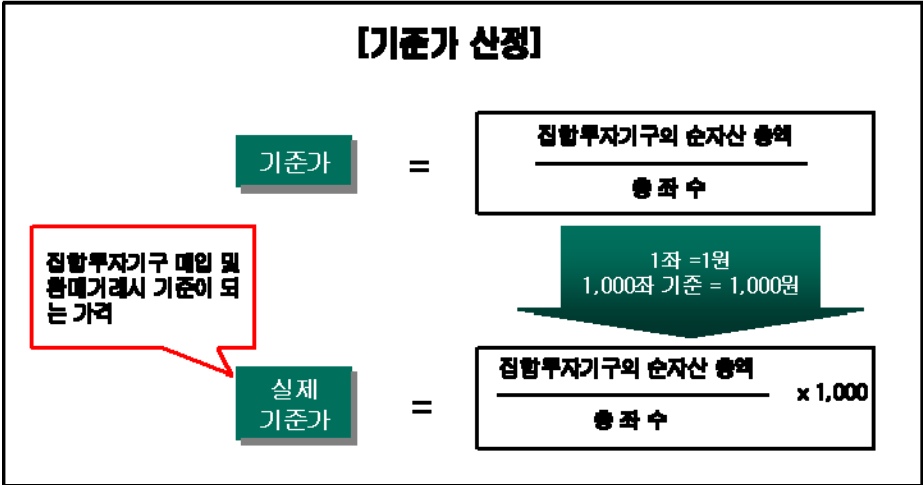 [기준가 산정]
기준가
=
집합투자기구의 순자산 총액
총 좌 수
집합투자기구 매입 및
환매거래시 기준이 되
는 가격
1좌 =1원
1,000좌 기준 = 1,000원
실제
기준가
=
집합투자기구의 순자산 총액
총 좌 수
x 1,000